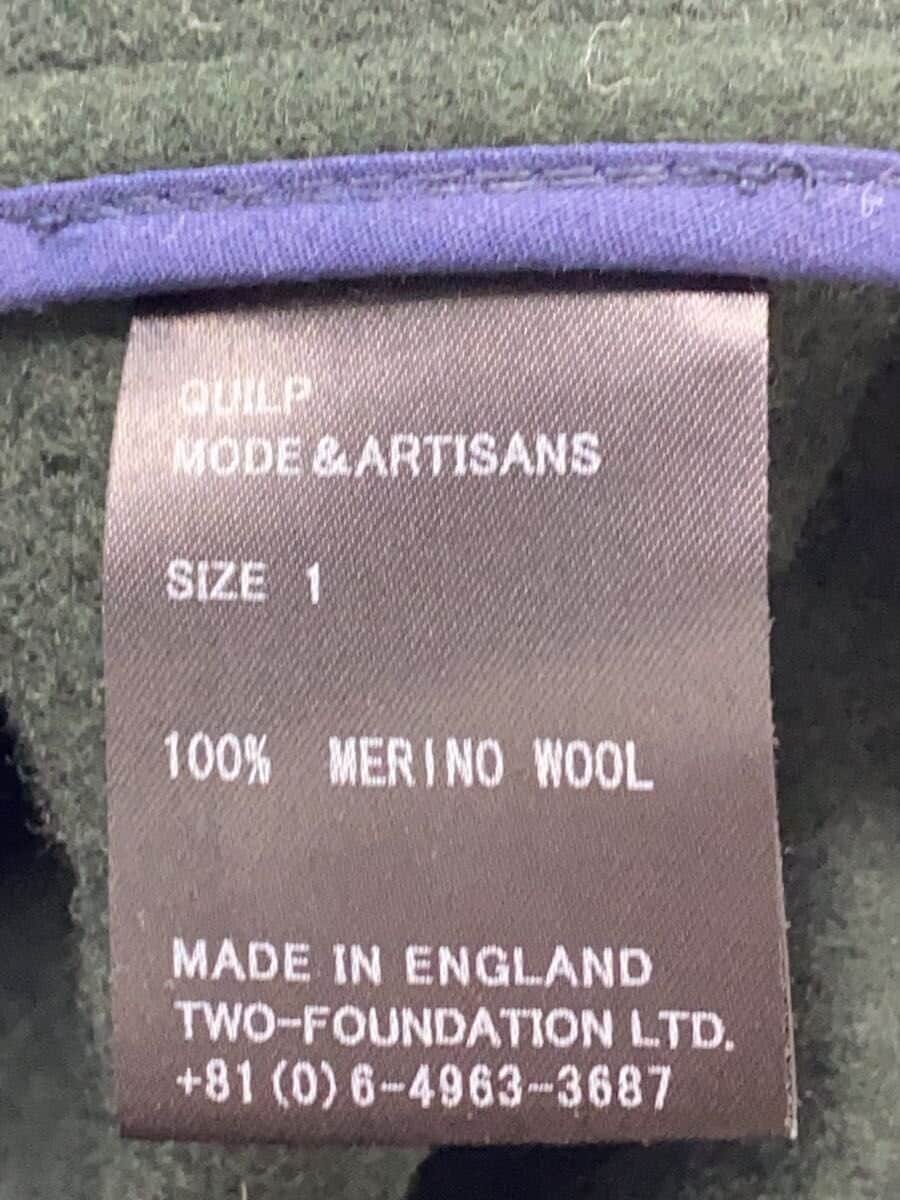 QUILP
MODE&ARTISANS
SIZE 1
100% MERINO WOOL
MADE IN ENGLAND
TWO-FOUNDATION LTD.
+81(0)6-4963-3687